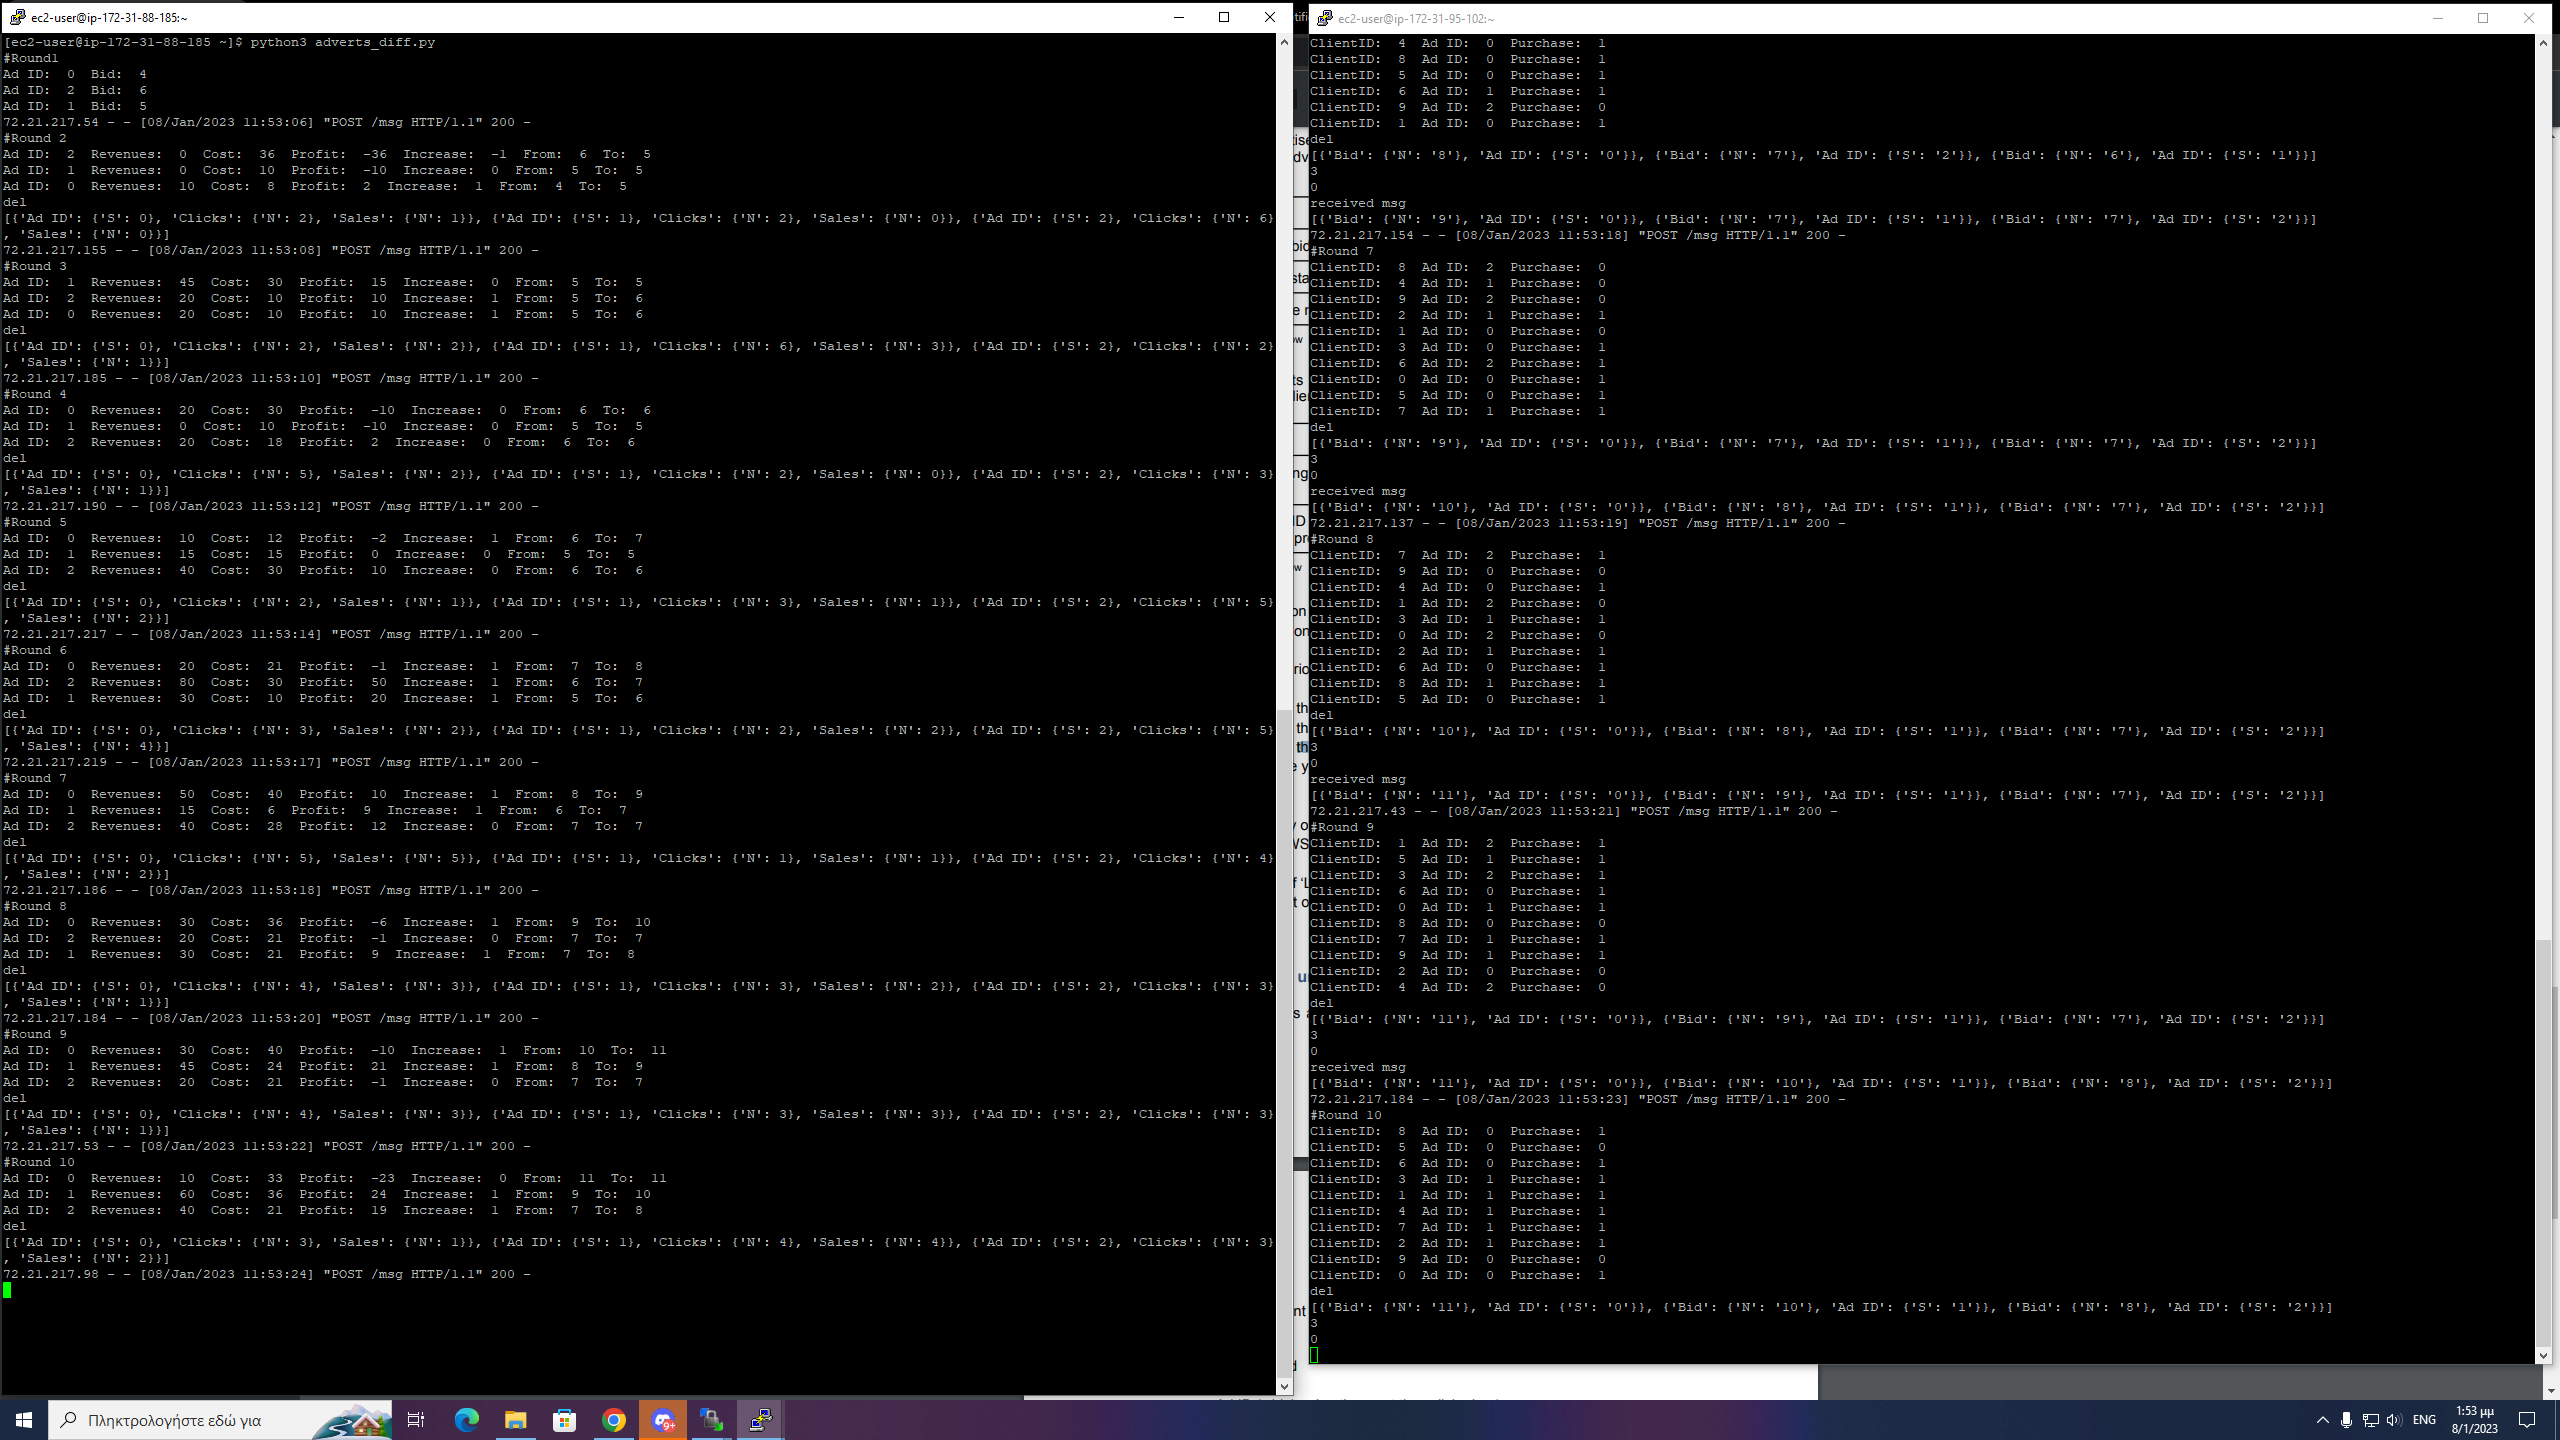 ec2-user@ip-172-31-88-185:~
[ec2-user@ip-172-31-88-185 ~]$ python3 adverts_diff.py
#Round1
Ad ID:  0  Bid:  4
Ad ID:  2  Bid:  6
Ad ID:  1  Bid:  5
72.21.217.54 - - [08/Jan/2023 11:53:06] "POST /msg HTTP/1.1" 200 -
#Round 2
Ad ID:  2  Revenues:  0  Cost:  36  Profit:  -36  Increase:  -1  From:  6  To:  5
Ad ID:  1  Revenues:  0  Cost:  10  Profit:  -10  Increase:  0  From:  5  To:  5
Ad ID:  0  Revenues:  10  Cost:  8  Profit:  2  Increase:  1  From:  4  To:  5
del
[{'Ad ID': {'S': 0}, 'Clicks': {'N': 2}, 'Sales': {'N': 1}}, {'Ad ID': {'S': 1}, 'Clicks': {'N': 2}, 'Sales': {'N': 0}}, {'Ad ID': {'S': 2}, 'Clicks': {'N': 6}
, 'Sales': {'N': 0}}]
72.21.217.155 - - [08/Jan/2023 11:53:08] "POST /msg HTTP/1.1" 200 -
#Round 3
Ad ID:  1  Revenues:  45  Cost:  30  Profit:  15  Increase:  0  From:  5  To:  5
Ad ID:  2  Revenues:  20  Cost:  10  Profit:  10  Increase:  1  From:  5  To:  6
Ad ID:  0  Revenues:  20  Cost:  10  Profit:  10  Increase:  1  From:  5  To:  6
del
[{'Ad ID': {'S': 0}, 'Clicks': {'N': 2}, 'Sales': {'N': 2}}, {'Ad ID': {'S': 1}, 'Clicks': {'N': 6}, 'Sales': {'N': 3}}, {'Ad ID': {'S': 2}, 'Clicks': {'N': 2}
, 'Sales': {'N': 1}}]
72.21.217.185 - - [08/Jan/2023 11:53:10] "POST /msg HTTP/1.1" 200 -
#Round 4
Ad ID:  0  Revenues:  20  Cost:  30  Profit:  -10  Increase:  0  From:  6  To:  6
Ad ID:  1  Revenues:  0  Cost:  10  Profit:  -10  Increase:  0  From:  5  To:  5
Ad ID:  2  Revenues:  20  Cost:  18  Profit:  2  Increase:  0  From:  6  To:  6
del
[{'Ad ID': {'S': 0}, 'Clicks': {'N': 5}, 'Sales': {'N': 2}}, {'Ad ID': {'S': 1}, 'Clicks': {'N': 2}, 'Sales': {'N': 0}}, {'Ad ID': {'S': 2}, 'Clicks': {'N': 3}
, 'Sales': {'N': 1}}]
72.21.217.190 - - [08/Jan/2023 11:53:12] "POST /msg HTTP/1.1" 200 -
#Round 5
Ad ID:  0  Revenues:  10  Cost:  12  Profit:  -2  Increase:  1  From:  6  To:  7
Ad ID:  1  Revenues:  15  Cost:  15  Profit:  0  Increase:  0  From:  5  To:  5
Ad ID:  2  Revenues:  40  Cost:  30  Profit:  10  Increase:  0  From:  6  To:  6
del
[{'Ad ID': {'S': 0}, 'Clicks': {'N': 2}, 'Sales': {'N': 1}}, {'Ad ID': {'S': 1}, 'Clicks': {'N': 3}, 'Sales': {'N': 1}}, {'Ad ID': {'S': 2}, 'Clicks': {'N': 5}
, 'Sales': {'N': 2}}]
72.21.217.217 - - [08/Jan/2023 11:53:14] "POST /msg HTTP/1.1" 200 -
#Round 6
Ad ID:  0  Revenues:  20  Cost:  21  Profit:  -1  Increase:  1  From:  7  To:  8
Ad ID:  2  Revenues:  80  Cost:  30  Profit:  50  Increase:  1  From:  6  To:  7
Ad ID:  1  Revenues:  30  Cost:  10  Profit:  20  Increase:  1  From:  5  To:  6
del
[{'Ad ID': {'S': 0}, 'Clicks': {'N': 3}, 'Sales': {'N': 2}}, {'Ad ID': {'S': 1}, 'Clicks': {'N': 2}, 'Sales': {'N': 2}}, {'Ad ID': {'S': 2}, 'Clicks': {'N': 5}
, 'Sales': {'N': 4}}]
72.21.217.219 - - [08/Jan/2023 11:53:17] "POST /msg HTTP/1.1" 200 -
#Round 7
Ad ID:  0  Revenues:  50  Cost:  40  Profit:  10  Increase:  1  From:  8  To:  9
Ad ID:  1  Revenues:  15  Cost:  6  Profit:  9  Increase:  1  From:  6  To:  7
Ad ID:  2  Revenues:  40  Cost:  28  Profit:  12  Increase:  0  From:  7  To:  7
del
[{'Ad ID': {'S': 0}, 'Clicks': {'N': 5}, 'Sales': {'N': 5}}, {'Ad ID': {'S': 1}, 'Clicks': {'N': 1}, 'Sales': {'N': 1}}, {'Ad ID': {'S': 2}, 'Clicks': {'N': 4}
, 'Sales': {'N': 2}}]
72.21.217.186 - - [08/Jan/2023 11:53:18] "POST /msg HTTP/1.1" 200 -
#Round 8
Ad ID:  0  Revenues:  30  Cost:  36  Profit:  -6  Increase:  1  From:  9  To:  10
Ad ID:  2  Revenues:  20  Cost:  21  Profit:  -1  Increase:  0  From:  7  To:  7
Ad ID:  1  Revenues:  30  Cost:  21  Profit:  9  Increase:  1  From:  7  To:  8
del
[{'Ad ID': {'S': 0}, 'Clicks': {'N': 4}, 'Sales': {'N': 3}}, {'Ad ID': {'S': 1}, 'Clicks': {'N': 3}, 'Sales': {'N': 2}}, {'Ad ID': {'S': 2}, 'Clicks': {'N': 3}
, 'Sales': {'N': 1}}]
72.21.217.184 - - [08/Jan/2023 11:53:20] "POST /msg HTTP/1.1" 200 -
#Round 9
Ad ID:  0  Revenues:  30  Cost:  40  Profit:  -10  Increase:  1  From:  10  To:  11
Ad ID:  1  Revenues:  45  Cost:  24  Profit:  21  Increase:  1  From:  8  To:  9
Ad ID:  2  Revenues:  20  Cost:  21  Profit:  -1  Increase:  0  From:  7  To:  7
del
[{'Ad ID': {'S': 0}, 'Clicks': {'N': 4}, 'Sales': {'N': 3}}, {'Ad ID': {'S': 1}, 'Clicks': {'N': 3}, 'Sales': {'N': 3}}, {'Ad ID': {'S': 2}, 'Clicks': {'N': 3}
, 'Sales': {'N': 1}}]
72.21.217.53 - - [08/Jan/2023 11:53:22] "POST /msg HTTP/1.1" 200 -
#Round 10
Ad ID:  0  Revenues:  10  Cost:  33  Profit:  -23  Increase:  0  From:  11  To:  11
Ad ID:  1  Revenues:  60  Cost:  36  Profit:  24  Increase:  1  From:  9  To:  10
Ad ID:  2  Revenues:  40  Cost:  21  Profit:  19  Increase:  1  From:  7  To:  8
del
[{'Ad ID': {'S': 0}, 'Clicks': {'N': 3}, 'Sales': {'N': 1}}, {'Ad ID': {'S': 1}, 'Clicks': {'N': 4}, 'Sales': {'N': 4}}, {'Ad ID': {'S': 2}, 'Clicks': {'N': 3}
, 'Sales': {'N': 2}}]
72.21.217.98 - - [08/Jan/2023 11:53:24] "POST /msg HTTP/1.1" 200 -
ec2-user@ip-172-31-95-102:~
ClientID:  4  Ad ID:  0  Purchase:  1
ClientID:  8  Ad ID:  0  Purchase:  1
ClientID:  5  Ad ID:  0  Purchase:  1
ClientID:  6  Ad ID:  1  Purchase:  1
ClientID:  9  Ad ID:  2  Purchase:  0
ClientID:  1  Ad ID:  0  Purchase:  1
del
[{'Bid': {'N': '8'}, 'Ad ID': {'S': '0'}}, {'Bid': {'N': '7'}, 'Ad ID': {'S': '2'}}, {'Bid': {'N': '6'}, 'Ad ID': {'S': '1'}}]
3
0
received msg
[{'Bid': {'N': '9'}, 'Ad ID': {'S': '0'}}, {'Bid': {'N': '7'}, 'Ad ID': {'S': '1'}}, {'Bid': {'N': '7'}, 'Ad ID': {'S': '2'}}]
72.21.217.154 - - [08/Jan/2023 11:53:18] "POST /msg HTTP/1.1" 200 -
#Round 7
ClientID:  8  Ad ID:  2  Purchase:  0
ClientID:  4  Ad ID:  1  Purchase:  0
ClientID:  9  Ad ID:  2  Purchase:  0
ClientID:  2  Ad ID:  1  Purchase:  1
ClientID:  1  Ad ID:  0  Purchase:  0
ClientID:  3  Ad ID:  0  Purchase:  1
ClientID:  6  Ad ID:  2  Purchase:  1
ClientID:  0  Ad ID:  0  Purchase:  1
ClientID:  5  Ad ID:  0  Purchase:  1
ClientID:  7  Ad ID:  1  Purchase:  1
del
[{'Bid': {'N': '9'}, 'Ad ID': {'S': '0'}}, {'Bid': {'N': '7'}, 'Ad ID': {'S': '1'}}, {'Bid': {'N': '7'}, 'Ad ID': {'S': '2'}}]
3
0
received msg
[{'Bid': {'N': '10'}, 'Ad ID': {'S': '0'}}, {'Bid': {'N': '8'}, 'Ad ID': {'S': '1'}}, {'Bid': {'N': '7'}, 'Ad ID': {'S': '2'}}]
72.21.217.137 - - [08/Jan/2023 11:53:19] "POST /msg HTTP/1.1" 200 -
#Round 8
ClientID:  7  Ad ID:  2  Purchase:  1
ClientID:  9  Ad ID:  0  Purchase:  0
ClientID:  4  Ad ID:  0  Purchase:  1
ClientID:  1  Ad ID:  2  Purchase:  0
ClientID:  3  Ad ID:  1  Purchase:  1
ClientID:  0  Ad ID:  2  Purchase:  0
ClientID:  2  Ad ID:  1  Purchase:  1
ClientID:  6  Ad ID:  0  Purchase:  1
ClientID:  8  Ad ID:  1  Purchase:  1
ClientID:  5  Ad ID:  0  Purchase:  1
del
[{'Bid': {'N': '10'}, 'Ad ID': {'S': '0'}}, {'Bid': {'N': '8'}, 'Ad ID': {'S': '1'}}, {'Bid': {'N': '7'}, 'Ad ID': {'S': '2'}}]
3
0
received msg
[{'Bid': {'N': '11'}, 'Ad ID': {'S': '0'}}, {'Bid': {'N': '9'}, 'Ad ID': {'S': '1'}}, {'Bid': {'N': '7'}, 'Ad ID': {'S': '2'}}]
72.21.217.43 - - [08/Jan/2023 11:53:21] "POST /msg HTTP/1.1" 200 -
#Round 9
ClientID:  1  Ad ID:  2  Purchase:  1
ClientID:  5  Ad ID:  1  Purchase:  1
ClientID:  3  Ad ID:  2  Purchase:  1
ClientID:  6  Ad ID:  0  Purchase:  1
ClientID:  0  Ad ID:  1  Purchase:  1
ClientID:  8  Ad ID:  0  Purchase:  0
ClientID:  7  Ad ID:  1  Purchase:  1
ClientID:  9  Ad ID:  1  Purchase:  1
ClientID:  2  Ad ID:  0  Purchase:  0
ClientID:  4  Ad ID:  2  Purchase:  0
del
[{'Bid': {'N': '11'}, 'Ad ID': {'S': '0'}}, {'Bid': {'N': '9'}, 'Ad ID': {'S': '1'}}, {'Bid': {'N': '7'}, 'Ad ID': {'S': '2'}}]
3
0
received msg
[{'Bid': {'N': '11'}, 'Ad ID': {'S': '0'}}, {'Bid': {'N': '10'}, 'Ad ID': {'S': '1'}}, {'Bid': {'N': '8'}, 'Ad ID': {'S': '2'}}]
72.21.217.184 - - [08/Jan/2023 11:53:23] "POST /msg HTTP/1.1" 200 -
#Round 10
ClientID:  8  Ad ID:  0  Purchase:  1
ClientID:  5  Ad ID:  0  Purchase:  0
ClientID:  6  Ad ID:  0  Purchase:  1
ClientID:  3  Ad ID:  1  Purchase:  1
ClientID:  1  Ad ID:  1  Purchase:  1
ClientID:  4  Ad ID:  1  Purchase:  1
ClientID:  7  Ad ID:  1  Purchase:  1
ClientID:  2  Ad ID:  1  Purchase:  1
ClientID:  9  Ad ID:  0  Purchase:  0
ClientID:  0  Ad ID:  0  Purchase:  1
del
[{'Bid': {'N': '11'}, 'Ad ID': {'S': '0'}}, {'Bid': {'N': '10'}, 'Ad ID': {'S': '1'}}, {'Bid': {'N': '8'}, 'Ad ID': {'S': '2'}}]
3
0
Πληκτρολογήστε εδώ για
9+
ENG
1:53 μμ
8/1/2023